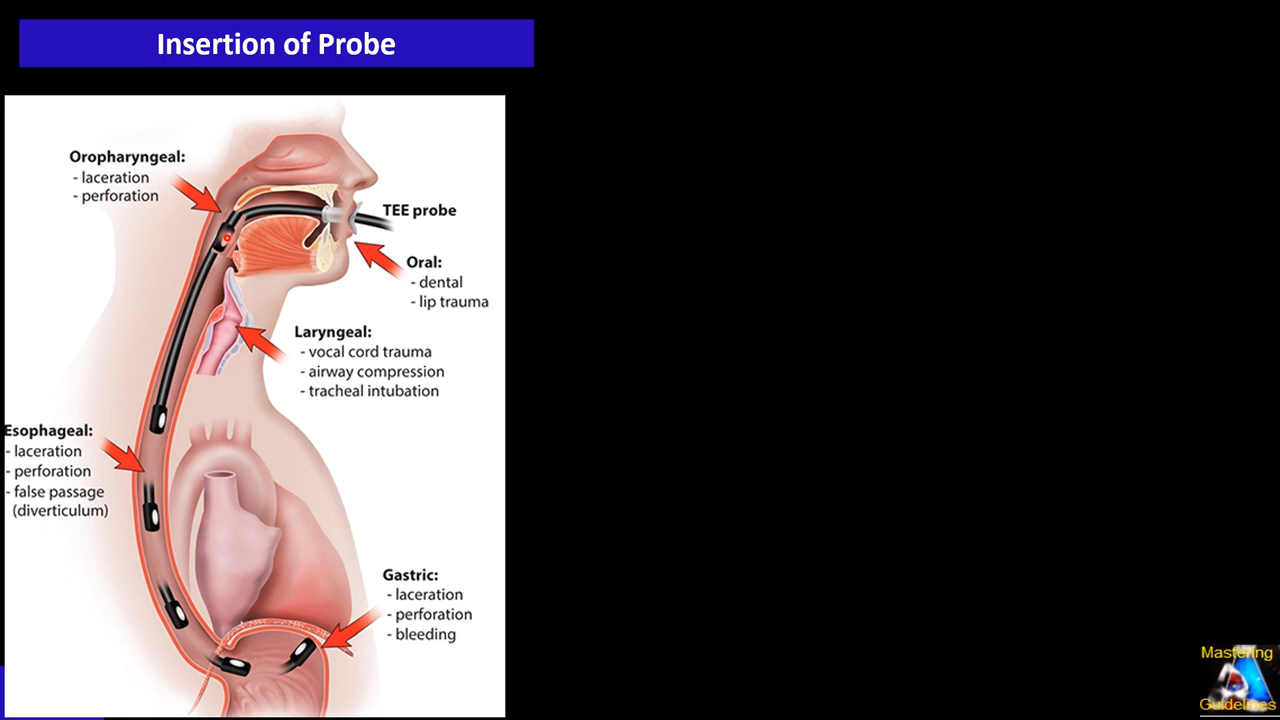 Insertion of Probe
Oropharyngeal:
- laceration
- perforation
TEE probe
Oral:
- dental
- lip trauma
Laryngeal:
- vocal cord trauma
- airway compression
- tracheal intubation
Esophageal:
- laceration
- perforation
- false passage
(diverticulum)
Gastric:
- laceration
- perforation
- bleeding
Mastering
Guidelines